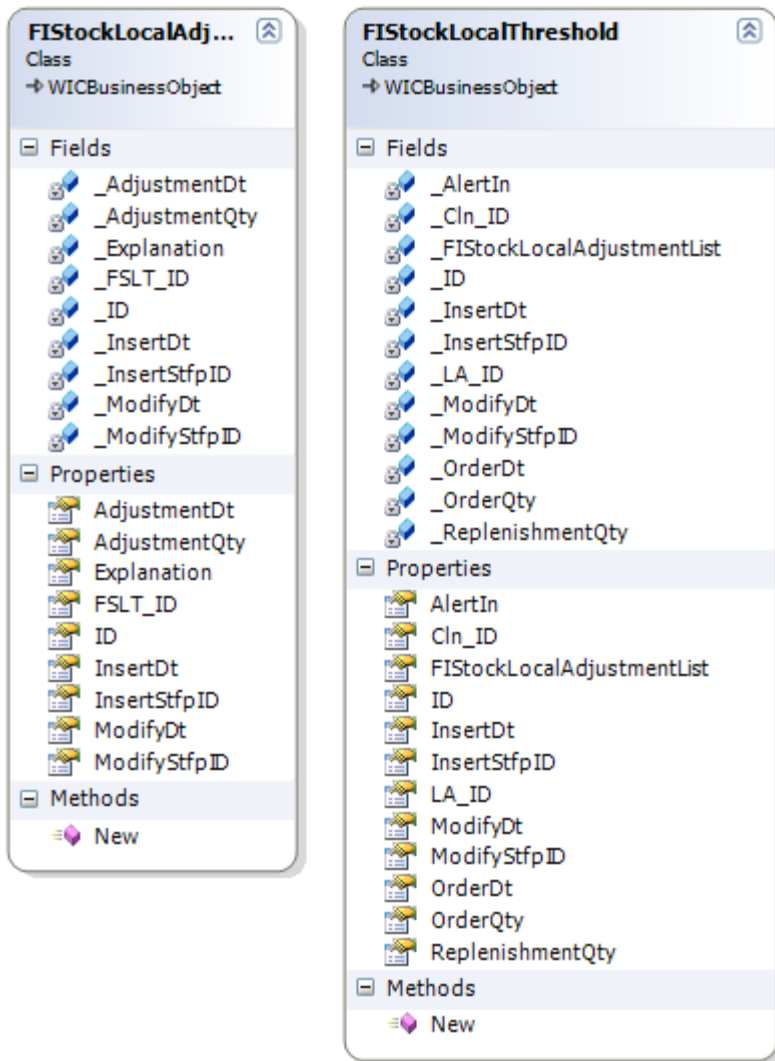 FIStockLocalAdj...
Class
WICBusinessObject
Fields
_AdjustmentDt
_AdjustmentQty
_Explanation
_FSLT_ID
_ID
_InsertDt
_InsertStfpID
_ModifyDt
_ModifyStfpID
Properties
AdjustmentDt
AdjustmentQty
Explanation
FSLT_ID
ID
InsertDt
InsertStfpID
ModifyDt
ModifyStfpID
Methods
New
FIStockLocalThreshold
Class
WICBusinessObject
Fields
_AlertIn
_Cln_ID
_FIStockLocalAdjustmentList
_ID
_InsertDt
_InsertStfpID
_LA_ID
_ModifyDt
_ModifyStfpID
_OrderDt
_OrderQty
_ReplenishmentQty
Properties
AlertIn
Cln_ID
FIStockLocalAdjustmentList
ID
InsertDt
InsertStfpID
LA_ID
ModifyDt
ModifyStfpID
OrderDt
OrderQty
ReplenishmentQty
Methods
New